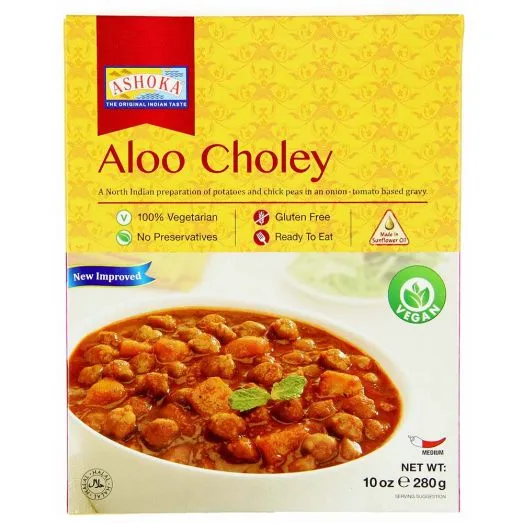 ASHOKA
THE ORIGINAL INDIAN TASTE
Aloo Choley
A North Indian preparation of potatoes and chick peas in an onion-tomato based gravy.
V 100% Vegetarian
Gluten Free
No Preservatives
Ready To Eat
Made in
Sunflower Oil
New Improved
VEGAN
MEDIUM
NET WT:
10 oz ℮ 280g
SERVING SUGGESTION
HALAL HALAL